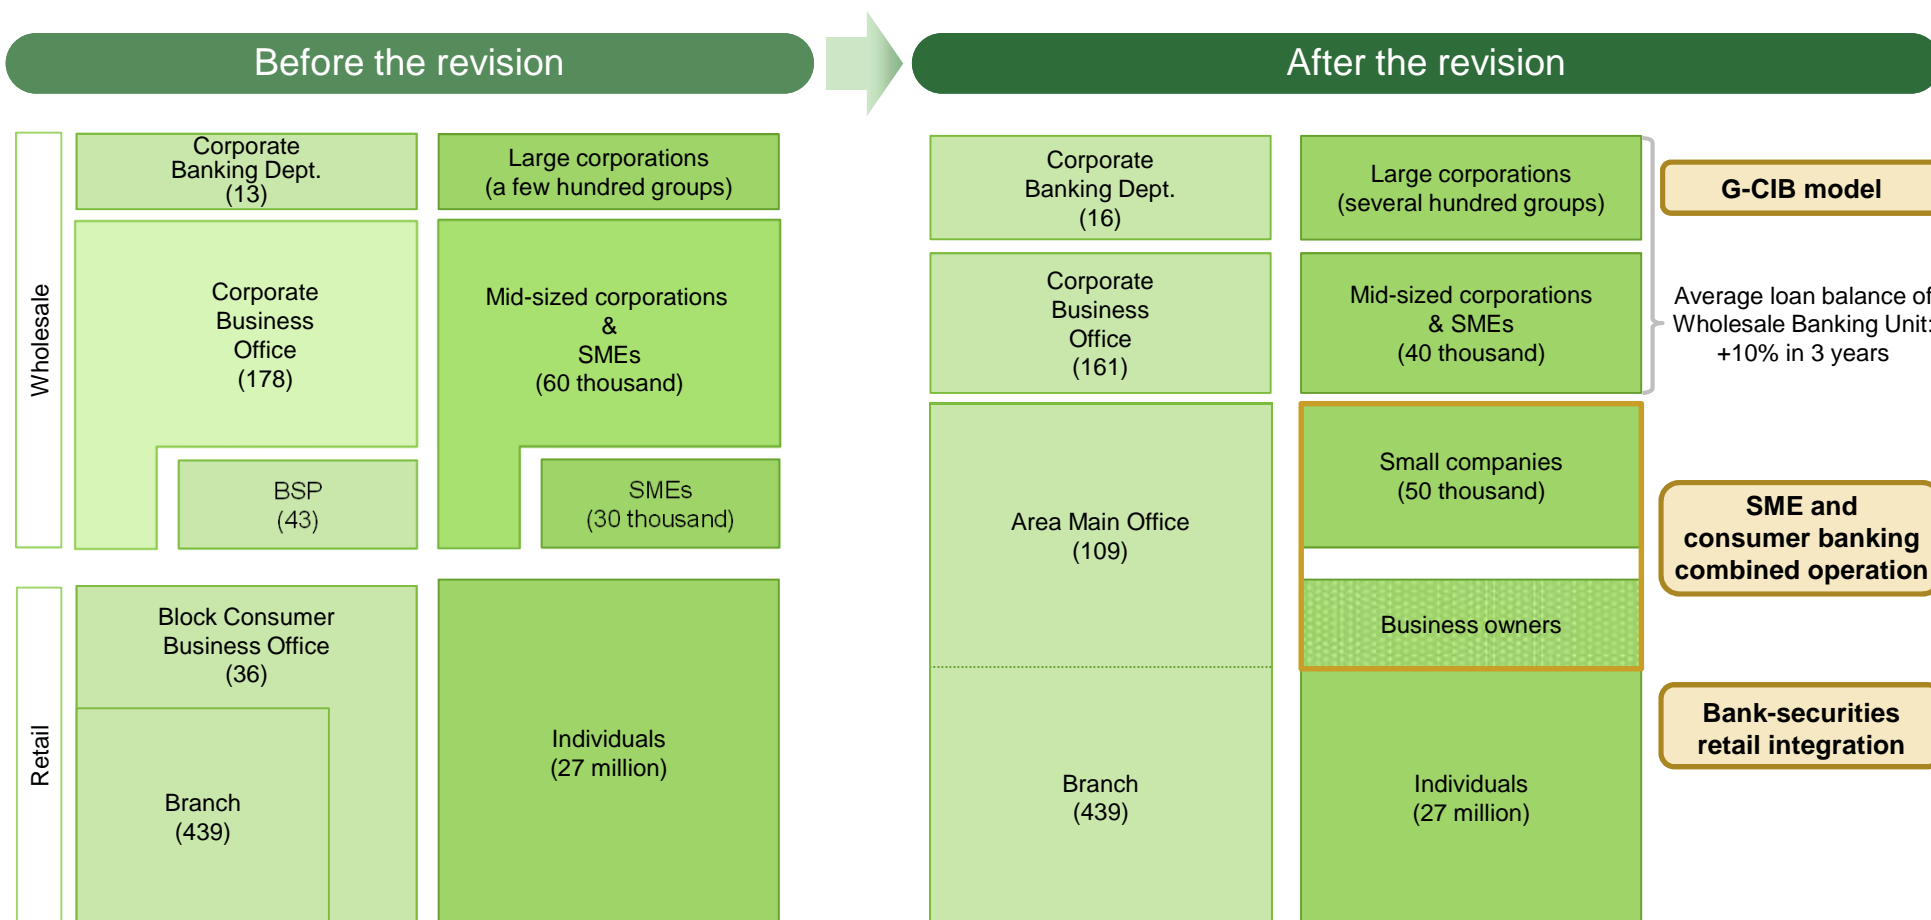 Before the revision
After the revision
Wholesale
Corporate
Banking Dept.
(13)
Large corporations
(a few hundred groups)
Corporate
Business
Office
(178)
Mid-sized corporations
&
SMEs
(60 thousand)
BSP
(43)
SMEs
(30 thousand)
Retail
Block Consumer
Business Office
(36)
Branch
(439)
Individuals
(27 million)
Corporate
Banking Dept.
(16)
Large corporations
(several hundred groups)
G-CIB model
Corporate
Business
Office
(161)
Mid-sized corporations
& SMEs
(40 thousand)
Average loan balance of
Wholesale Banking Unit:
+10% in 3 years
Area Main Office
(109)
Small companies
(50 thousand)
Business owners
SME and
consumer banking
combined operation
Branch
(439)
Individuals
(27 million)
Bank-securities
retail integration